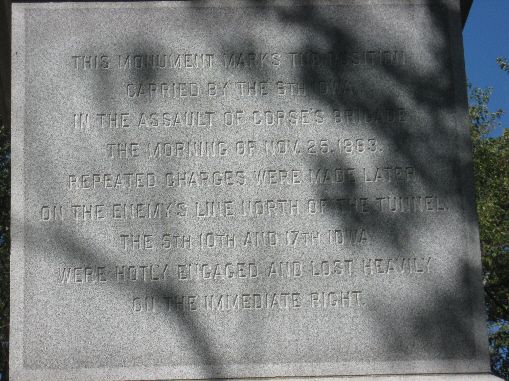 THIS MONUMENT MARKS THE POSITION
CARRIED BY THE 6TH IOWA
IN THE ASSAULT OF CORSE'S BRIGADE
THE MORNING OF NOV. 25, 1863.
REPEATED CHARGES WERE MADE LATER
ON THE ENEMY'S LINE NORTH OF THE TUNNEL.
THE 5TH 10TH AND 17TH IOWA
WERE HOTLY ENGAGED AND LOST HEAVILY
ON THE IMMEDIATE RIGHT.